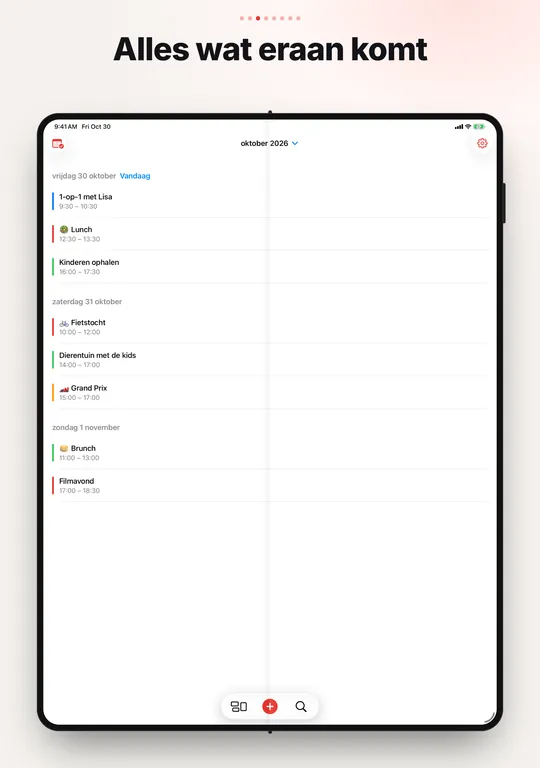 Alles wat eraan komt
9:41 AM Fri Oct 30
oktober 2026
vrijdag 30 oktober Vandaag
1-op-1 met Lisa
9:30 – 10:30
Lunch
12:30 – 13:30
Kinderen ophalen
16:00 – 17:30
zaterdag 31 oktober
Fietstocht
10:00 – 12:00
Dierentuin met de kids
14:00 – 17:00
Grand Prix
15:00 – 17:00
zondag 1 november
Brunch
11:00 – 13:00
Filmavond
17:00 – 18:30